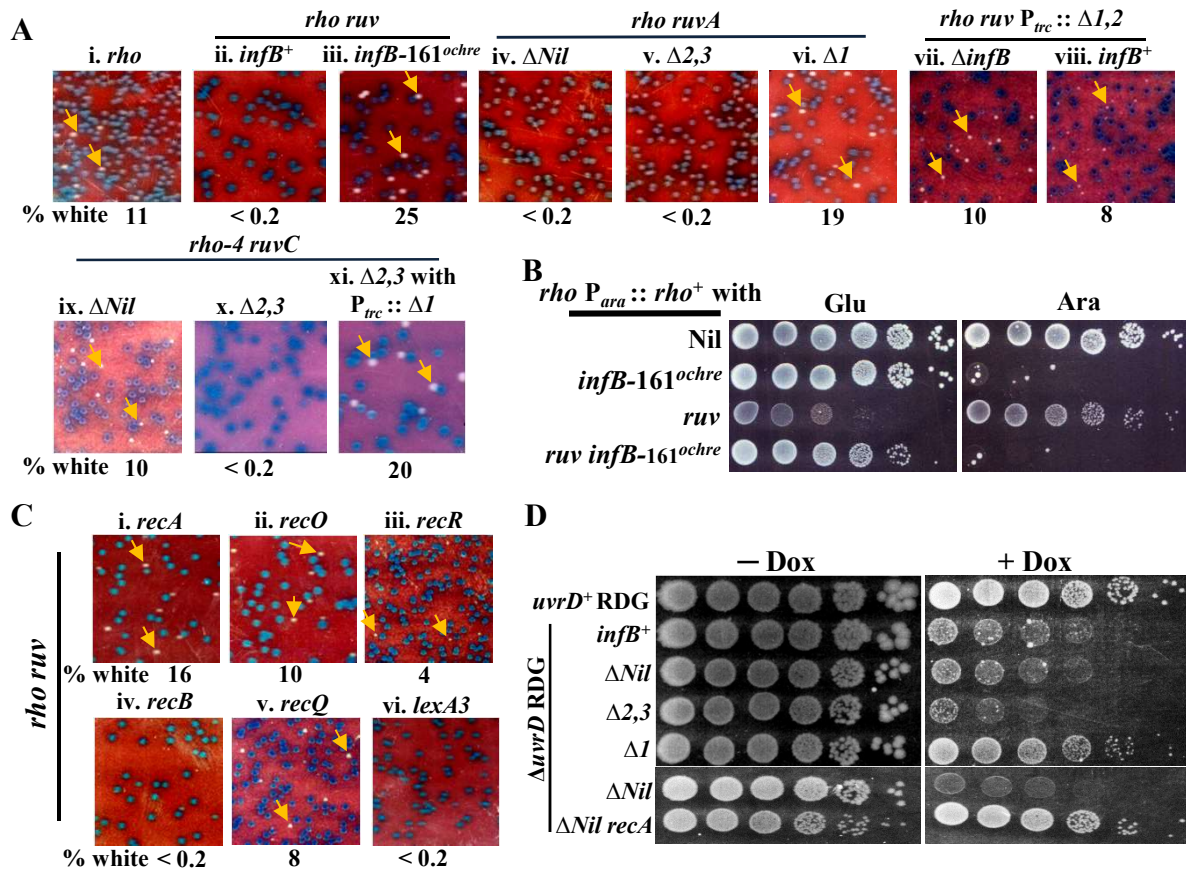 A
rho ruv
rho ruvA
rho ruv Ptrc :: Δ1,2
i. rho
ii. infB+
iii. infB-161ochre
iv. ΔNil
v. Δ2,3
vi. Δ1
vii. ΔinfB
viii. infB+
% white 11 < 0.2 25 < 0.2 < 0.2 19 10 8
rho-4 ruvC
ix. ΔNil
x. Δ2,3
xi. Δ2,3 with
Ptrc :: Δ1
% white 10 < 0.2 20
B
rho Para :: rho+ with
Glu
Ara
Nil
infB-161ochre
ruv
ruv infB-161ochre
C
rho ruv
i. recA
ii. recO
iii. recR
% white 16 10 4
iv. recB
v. recQ
vi. lexA3
% white < 0.2 8 < 0.2
D
– Dox
+ Dox
uvrD+ RDG
ΔuvrD RDG
infB+
ΔNil
Δ2,3
Δ1
ΔNil
ΔNil recA